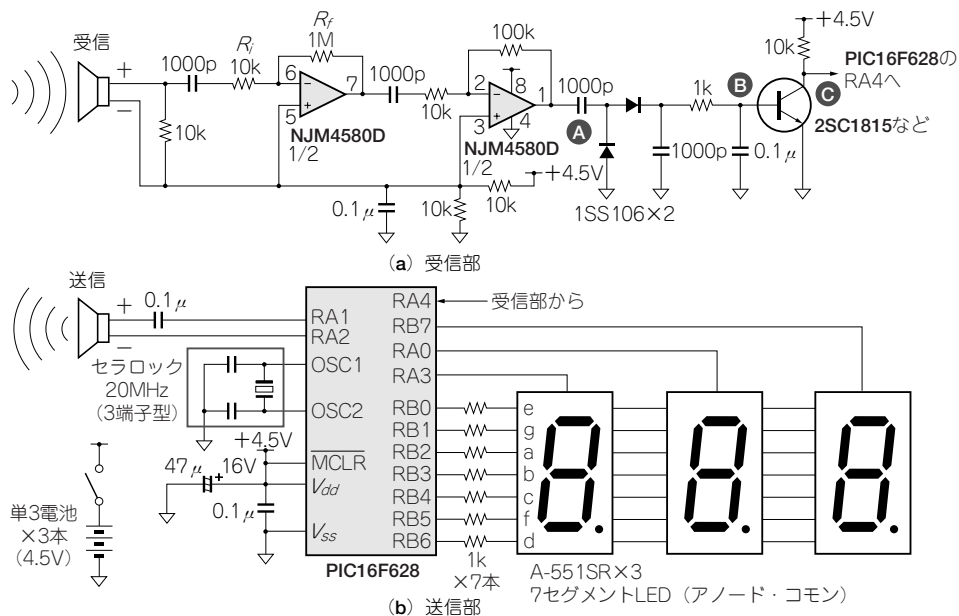 受信
+
−
1000p
Ri
10k
Rf
1M
6
7
5
NJM4580D
1/2
10k
1000p
10k
100k
2
8
1
3
4
NJM4580D
1/2
+4.5V
10k
0.1μ
10k
1000p
A
1SS106×2
1000p
1k
B
0.1μ
+4.5V
10k
C
PIC16F628の
RA4へ
2SC1815など
(a) 受信部
送信
+
−
0.1μ
セラロック
20MHz
(3端子型)
+4.5V
47μ
16V
0.1μ
単3電池
×3本
(4.5V)
RA1
RA2
OSC1
OSC2
MCLR
Vdd
Vss
RA4
RB7
RA0
RA3
RB0
RB1
RB2
RB3
RB4
RB5
RB6
PIC16F628
受信部から
e
g
a
b
c
f
d
1k
×7本
A-551SR×3
7セグメントLED(アノード・コモン)
(b) 送信部